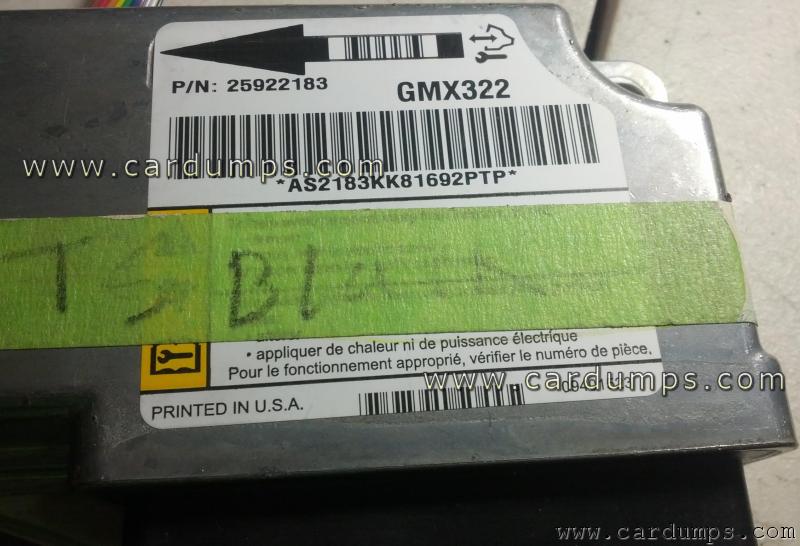 P/N: 25922183
GMX322
www.cardumps.com
*AS2183KK81692PTP*
T
• appliquer de chaleur ni de puissance électrique
Pour le fonctionnement approprié, vérifier le numéro de pièce.
www.cardumps.com
PRINTED IN U.S.A.
www.cardumps.com